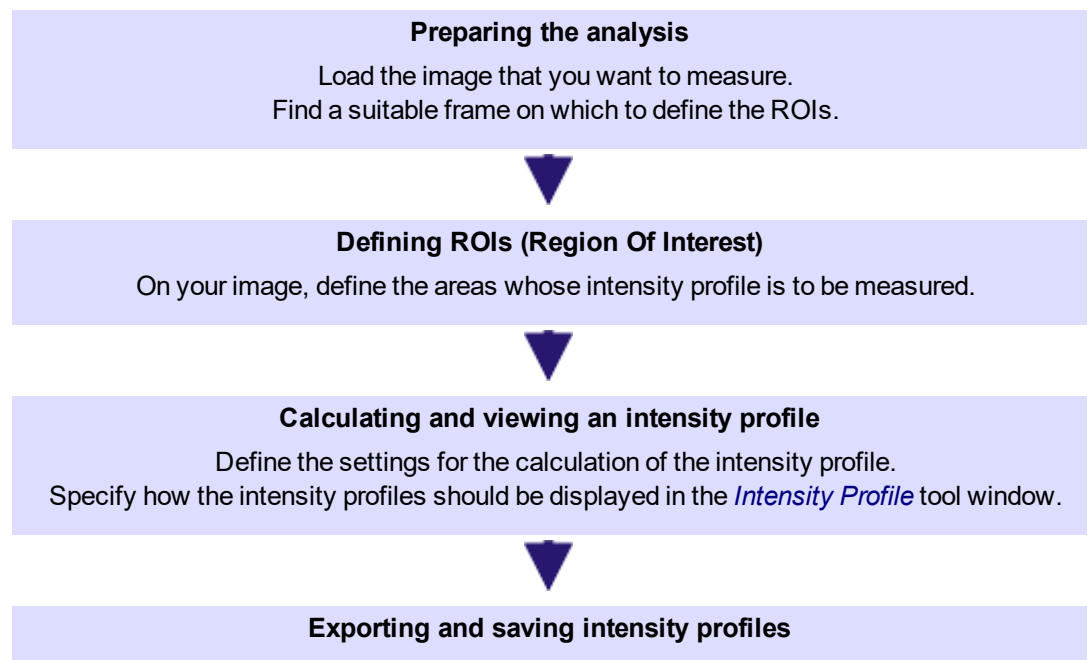 Preparing the analysis
Load the image that you want to measure.
Find a suitable frame on which to define the ROIs.
Defining ROIs (Region Of Interest)
On your image, define the areas whose intensity profile is to be measured.
Calculating and viewing an intensity profile
Define the settings for the calculation of the intensity profile.
Specify how the intensity profiles should be displayed in the Intensity Profile tool window.
Exporting and saving intensity profiles